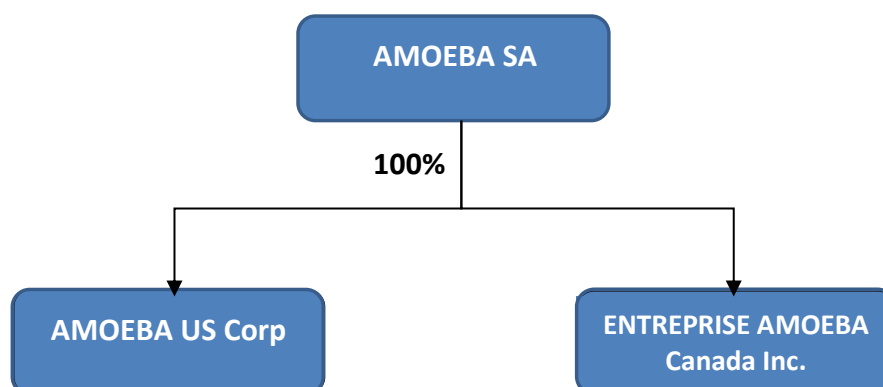 AMOEBA SA
100%
AMOEBA US Corp
ENTREPRISE AMOEBA
Canada Inc.